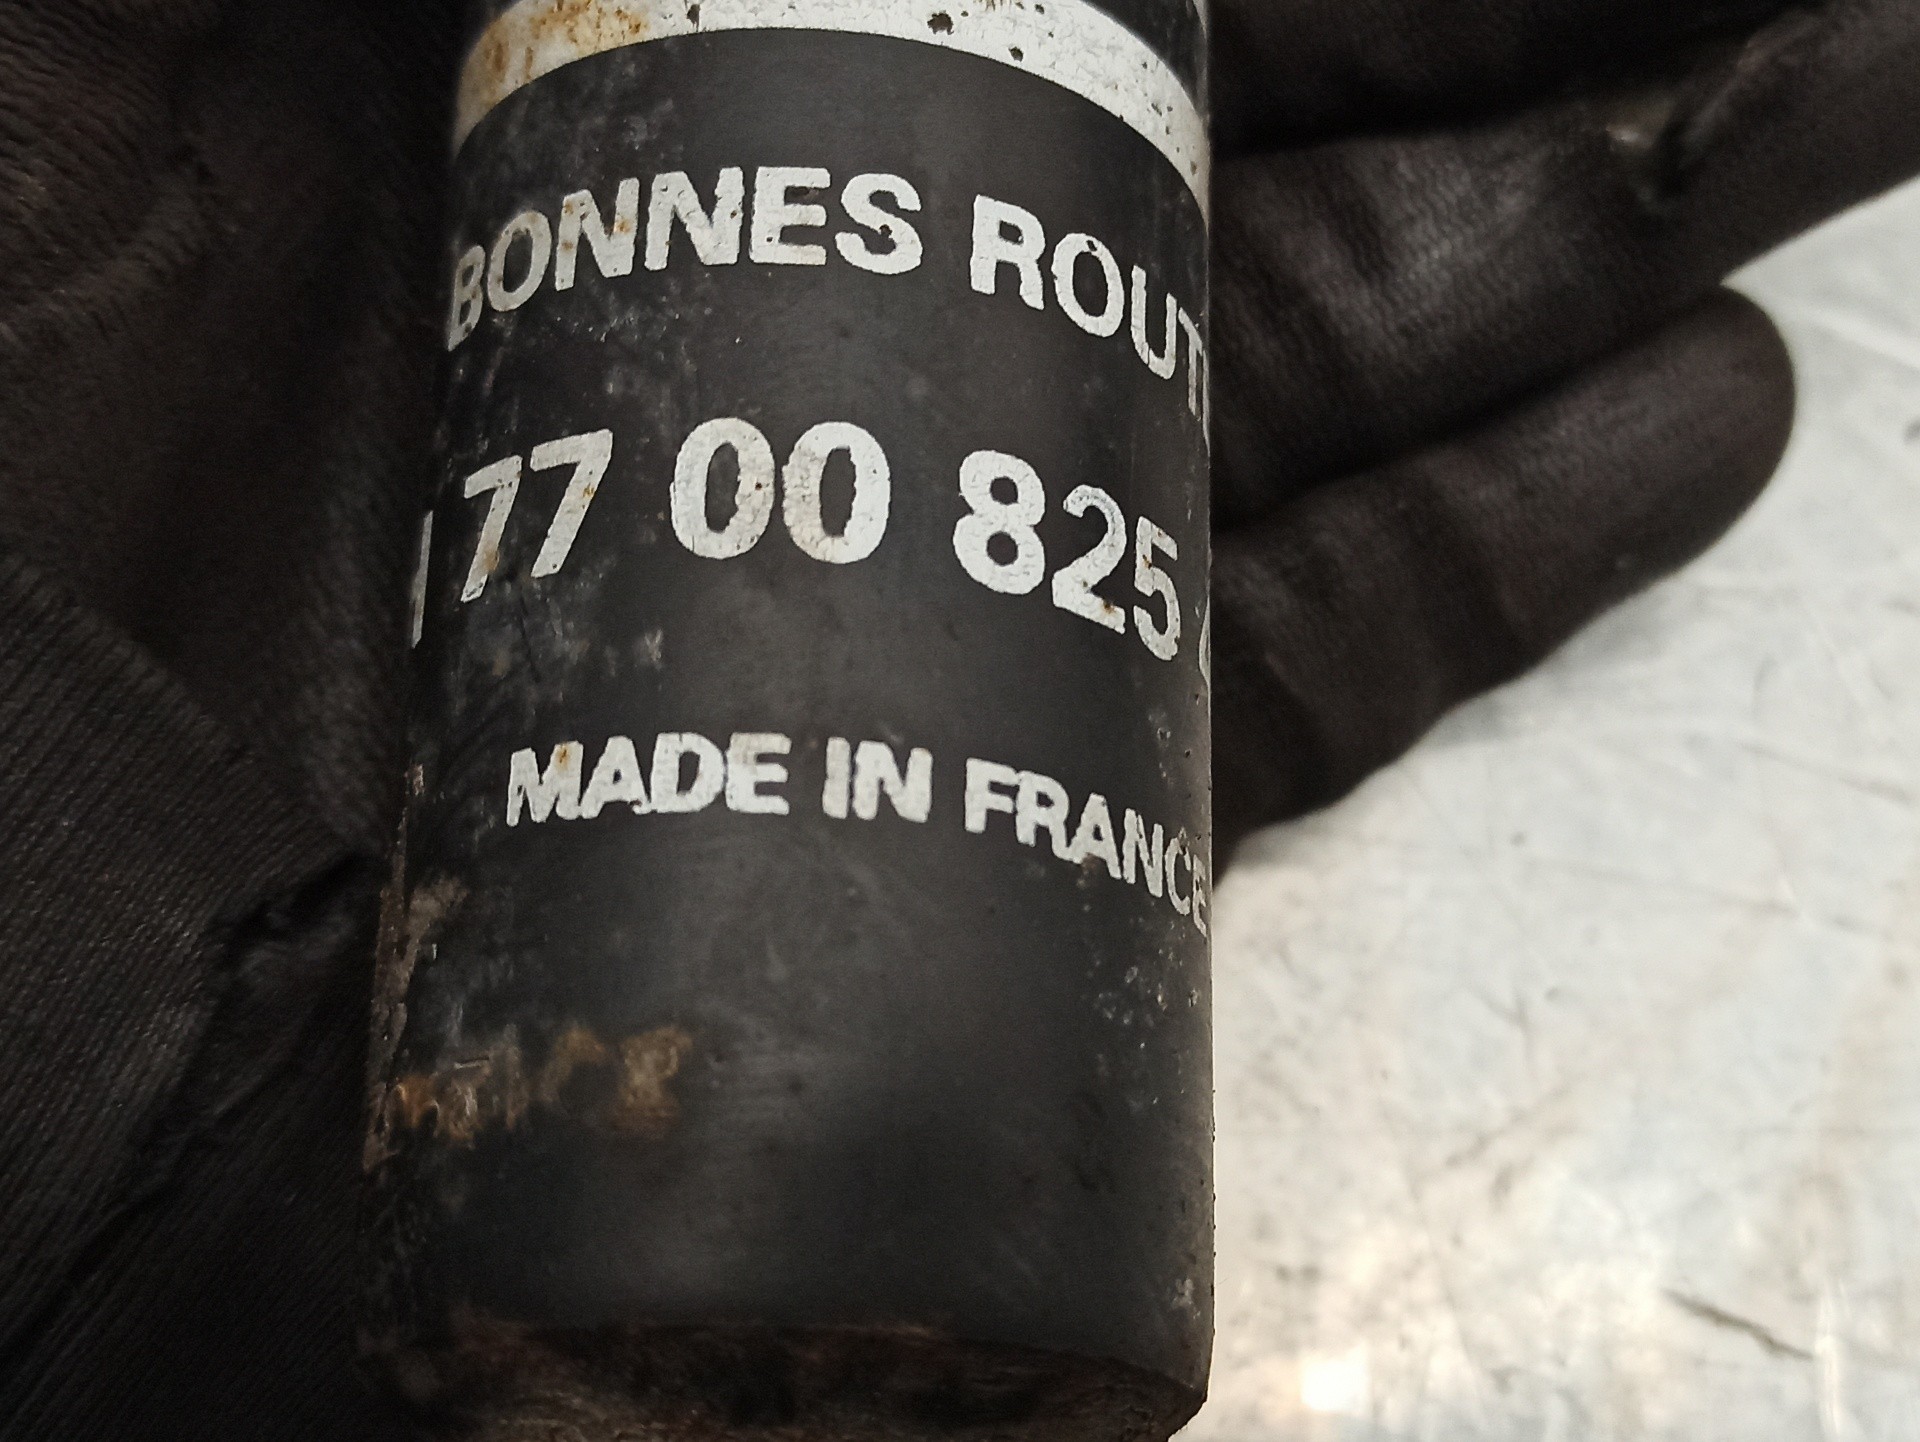 BONNES ROUT
77 00 825
MADE IN FRANCE